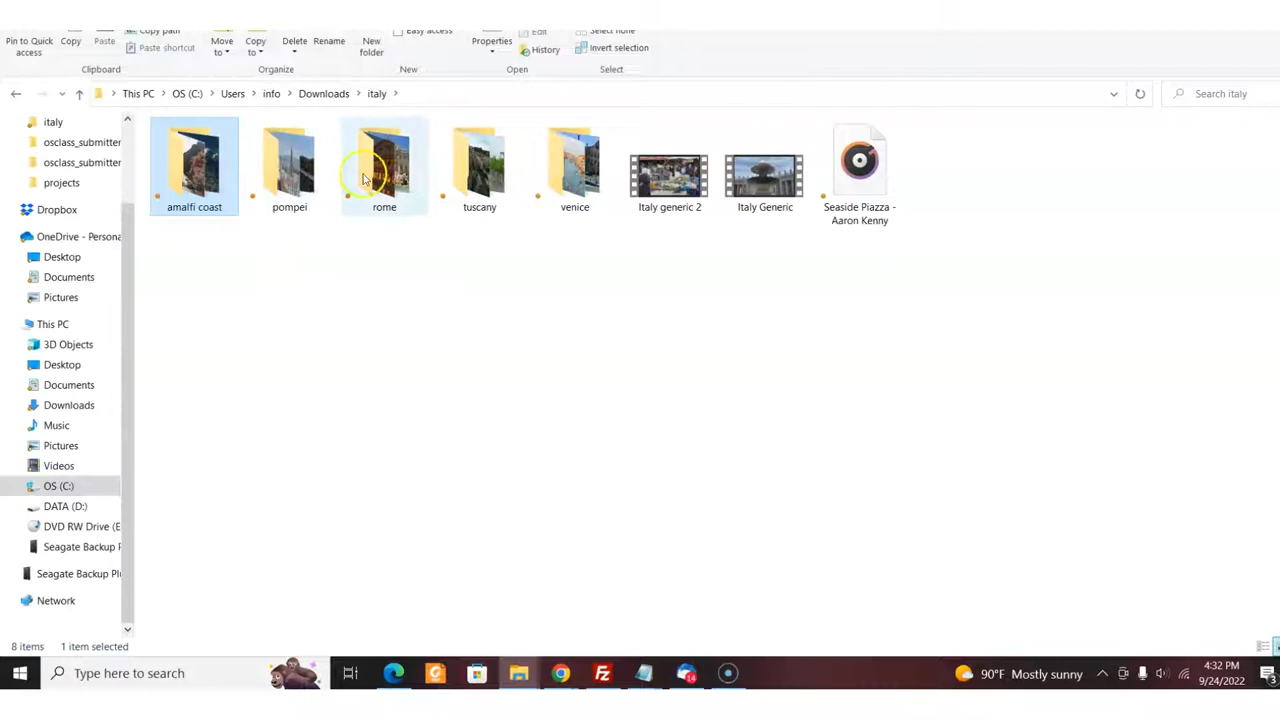 Copy path
Easy access
Edit
Select none
Pin to Quick access
Copy
Paste
Paste shortcut
Move to
Copy to
Delete
Rename
New folder
Properties
History
Invert selection
Clipboard
Organize
New
Open
Select
This PC
OS (C:)
Users
info
Downloads
italy
Search italy
italy
osclass_submitter
osclass_submitter
projects
Dropbox
OneDrive - Persona
Desktop
Documents
Pictures
This PC
3D Objects
Desktop
Documents
Downloads
Music
Pictures
Videos
OS (C:)
DATA (D:)
DVD RW Drive (E
Seagate Backup P
Seagate Backup Plu
Network
amalfi coast
pompei
rome
tuscany
venice
Italy generic 2
Italy Generic
Seaside Piazza -
Aaron Kenny
8 items
1 item selected
Type here to search
14
90°F Mostly sunny
4:32 PM
9/24/2022
3